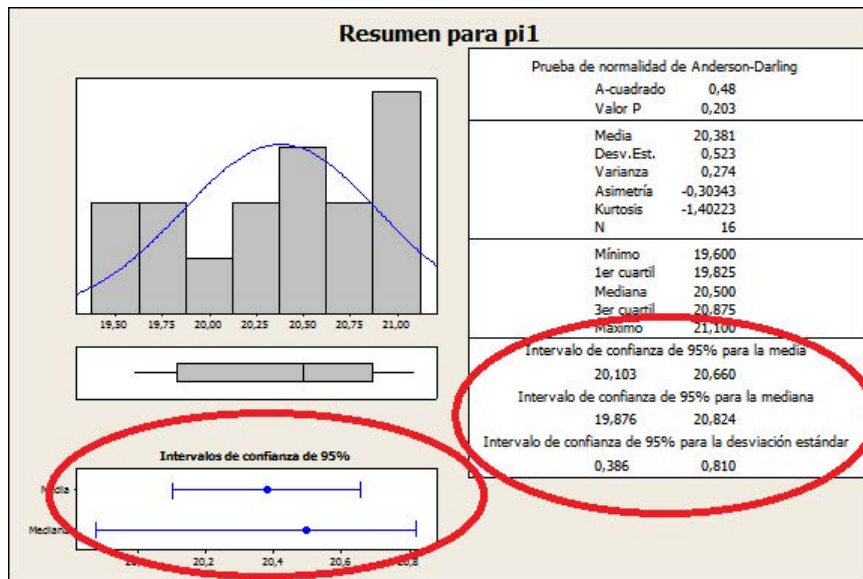 Resumen para pi1
19,50 19,75 20,00 20,25 20,50 20,75 21,00
Intervalos de confianza de 95%
Media
Mediana
20,2 20,4 20,6 20,8
Prueba de normalidad de Anderson-Darling
A-cuadrado 0,48
Valor P 0,203
Media 20,381
Desv.Est. 0,523
Varianza 0,274
Asimetría -0,30343
Kurtosis -1,40223
N 16
Mínimo 19,600
1er cuartil 19,825
Mediana 20,500
3er cuartil 20,875
Máximo 21,100
Intervalo de confianza de 95% para la media
20,103 20,660
Intervalo de confianza de 95% para la mediana
19,876 20,824
Intervalo de confianza de 95% para la desviación estándar
0,386 0,810